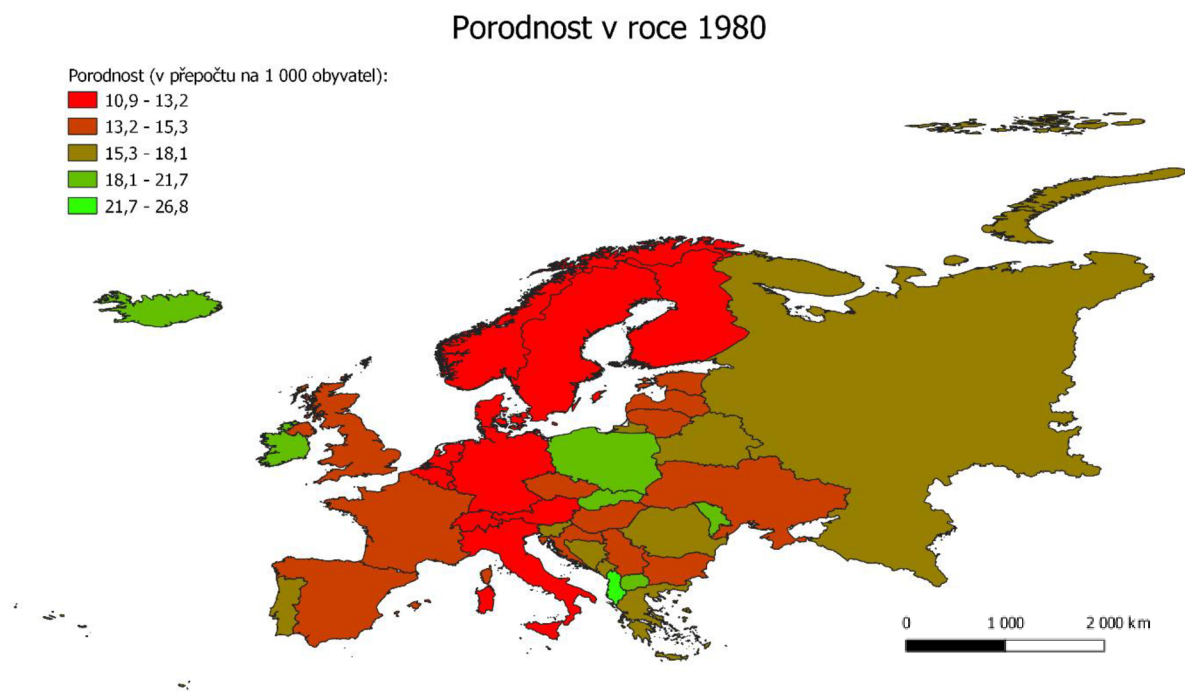 Porodnost v roce 1980
Porodnost (v přepočtu na 1 000 obyvatel):
10,9 - 13,2
13,2 - 15,3
15,3 - 18,1
18,1 - 21,7
21,7 - 26,8
0 1 000 2 000 km